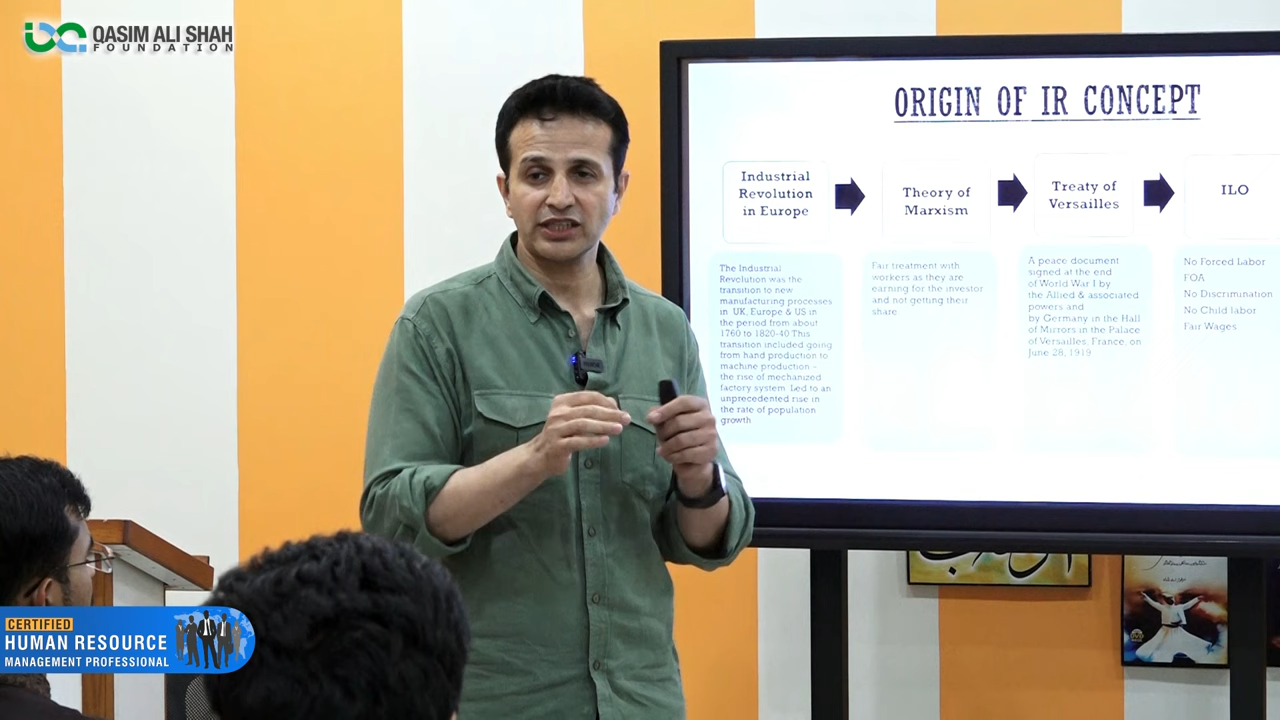 QASIM ALI SHAH
FOUNDATION
ORIGIN OF IR CONCEPT
Industrial
Revolution
in Europe
Theory of
Marxism
Treaty of
Versailles
ILO
The Industrial
Revolution was the
transition to new
manufacturing processes
in UK, Europe & US in
the period from about
1760 to 1820-40 This
transition included going
from hand production to
machine production –
the rise of mechanized
factory system Led to an
unprecedented rise in
the rate of population
growth
Fair treatment with
workers as they are
earning for the investor
and not getting their
share
A peace document
signed at the end
of World War I by
the Allied & associated
powers and
by Germany in the Hall
of Mirrors in the Palace
of Versailles, France, on
June 28, 1919
No Forced Labor
FOA
No Discrimination
No Child labor
Fair Wages
CERTIFIED
HUMAN RESOURCE
MANAGEMENT PROFESSIONAL